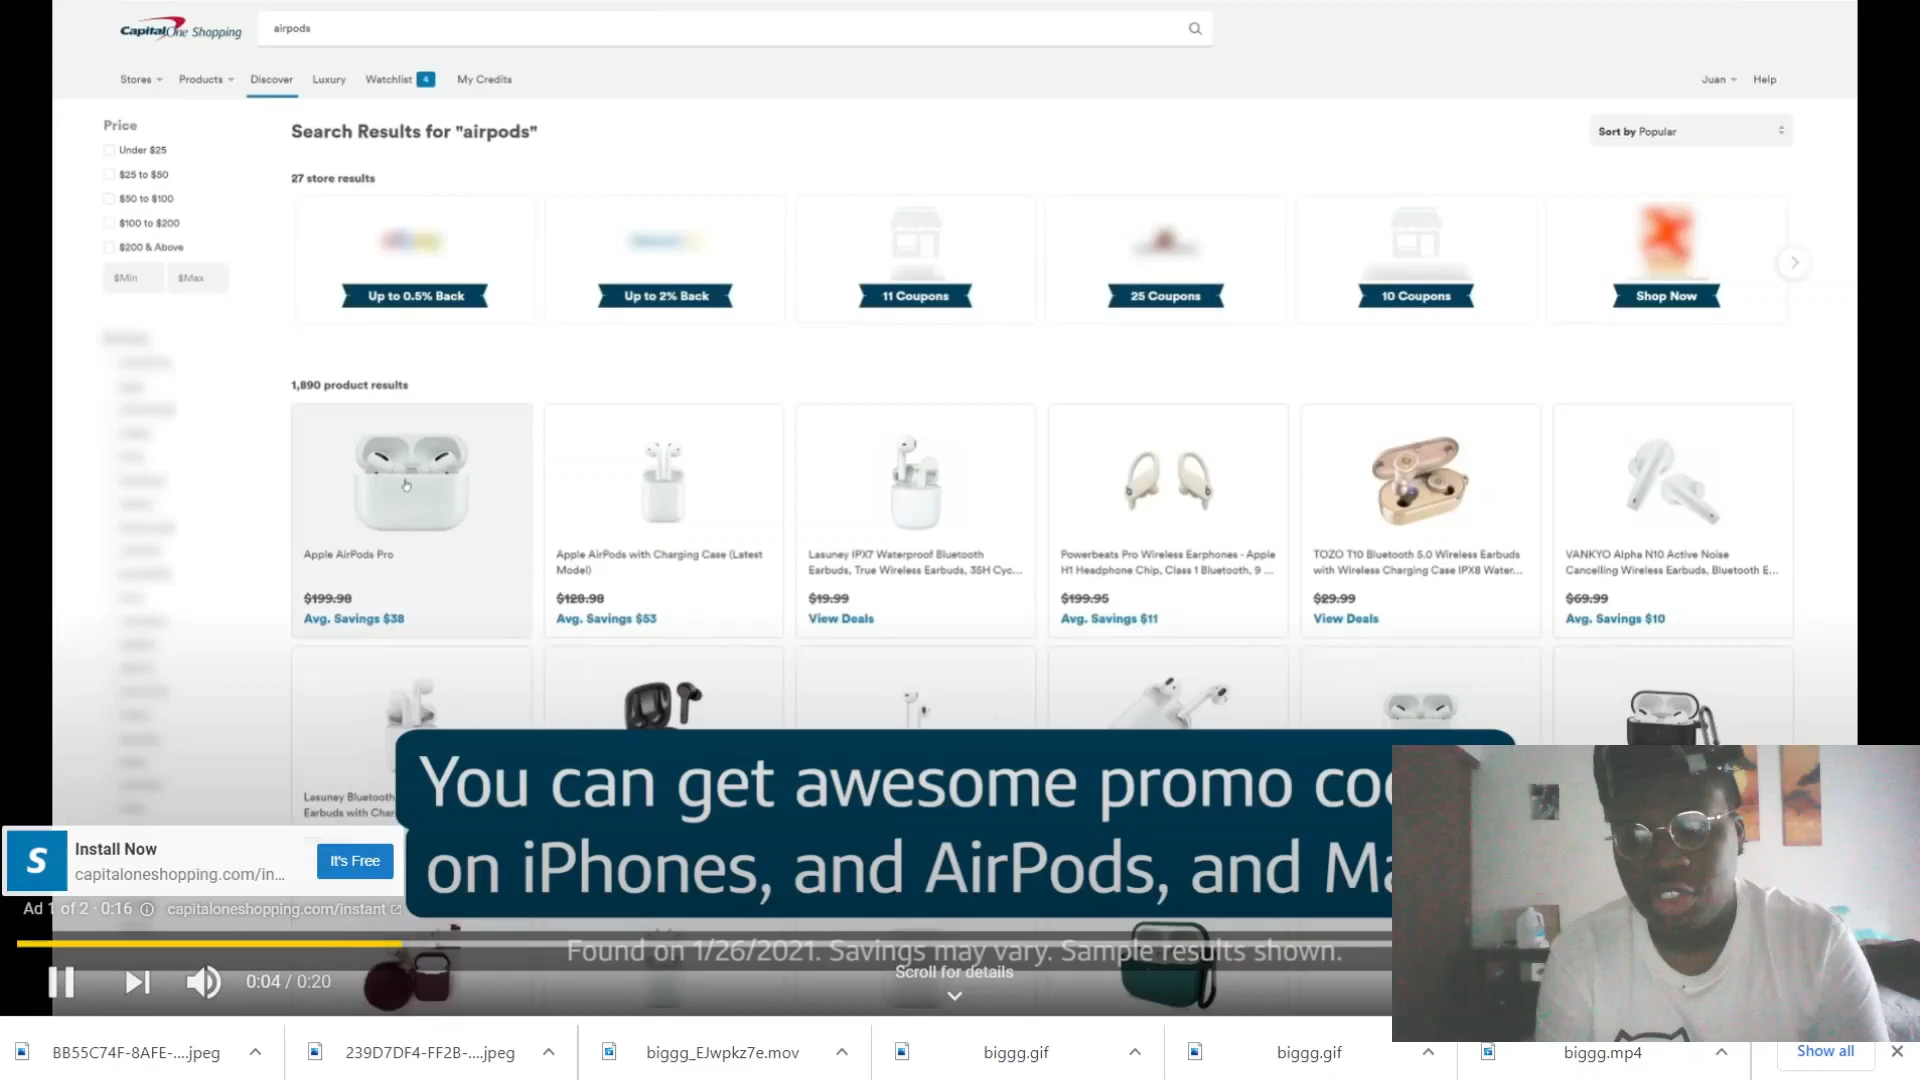 CapitalOne Shopping
airpods
Stores
Products
Discover
Luxury
Watchlist 4
My Credits
Juan
Help
Price
Under $25
$25 to $50
$50 to $100
$100 to $200
$200 & Above
$Min
$Max
Search Results for "airpods"
Sort by Popular
27 store results
Up to 0.5% Back
Up to 2% Back
11 Coupons
25 Coupons
10 Coupons
Shop Now
1,890 product results
Apple AirPods Pro
$199.98
Avg. Savings $38
Apple AirPods with Charging Case (Latest
Model)
$128.98
Avg. Savings $53
Lasuney IPX7 Waterproof Bluetooth
Earbuds, True Wireless Earbuds, 35H Cyc...
$19.99
View Deals
Powerbeats Pro Wireless Earphones - Apple
H1 Headphone Chip, Class 1 Bluetooth, 9 ...
$199.95
Avg. Savings $11
TOZO T10 Bluetooth 5.0 Wireless Earbuds
with Wireless Charging Case IPX8 Water...
$29.99
View Deals
VANKYO Alpha N10 Active Noise
Cancelling Wireless Earbuds, Bluetooth E...
$69.99
Avg. Savings $10
Lasuney Bluetooth
Earbuds with Char
You can get awesome promo co
on iPhones, and AirPods, and Ma
S
Install Now
capitaloneshopping.com/in...
It's Free
Ad 1 of 2 · 0:16
capitaloneshopping.com/instant
Found on 1/26/2021. Savings may vary. Sample results shown.
Scroll for details
0:04 / 0:20
BB55C74F-8AFE-....jpeg
239D7DF4-FF2B-....jpeg
biggg_EJwpkz7e.mov
biggg.gif
biggg.gif
biggg.mp4
Show all